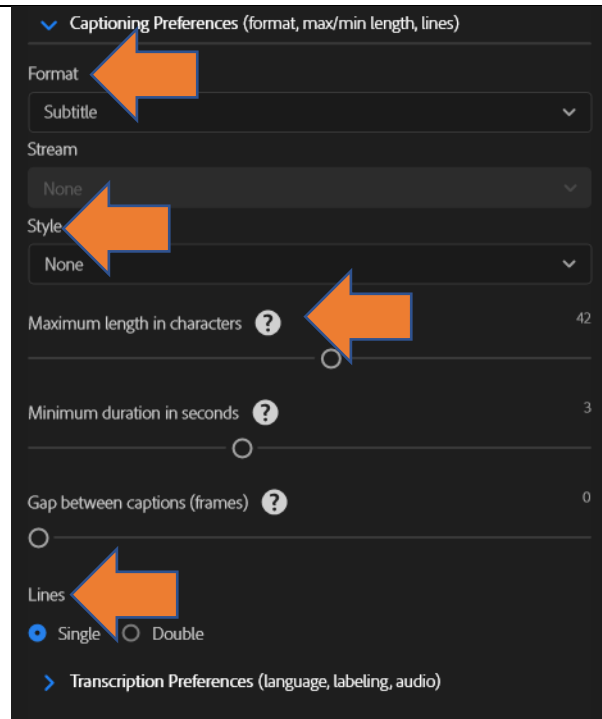 Captioning Preferences (format, max/min length, lines)
Format
Subtitle
Stream
None
Style
None
Maximum length in characters ? 42
Minimum duration in seconds ? 3
Gap between captions (frames) ? 0
Lines
Single Double
Transcription Preferences (language, labeling, audio)